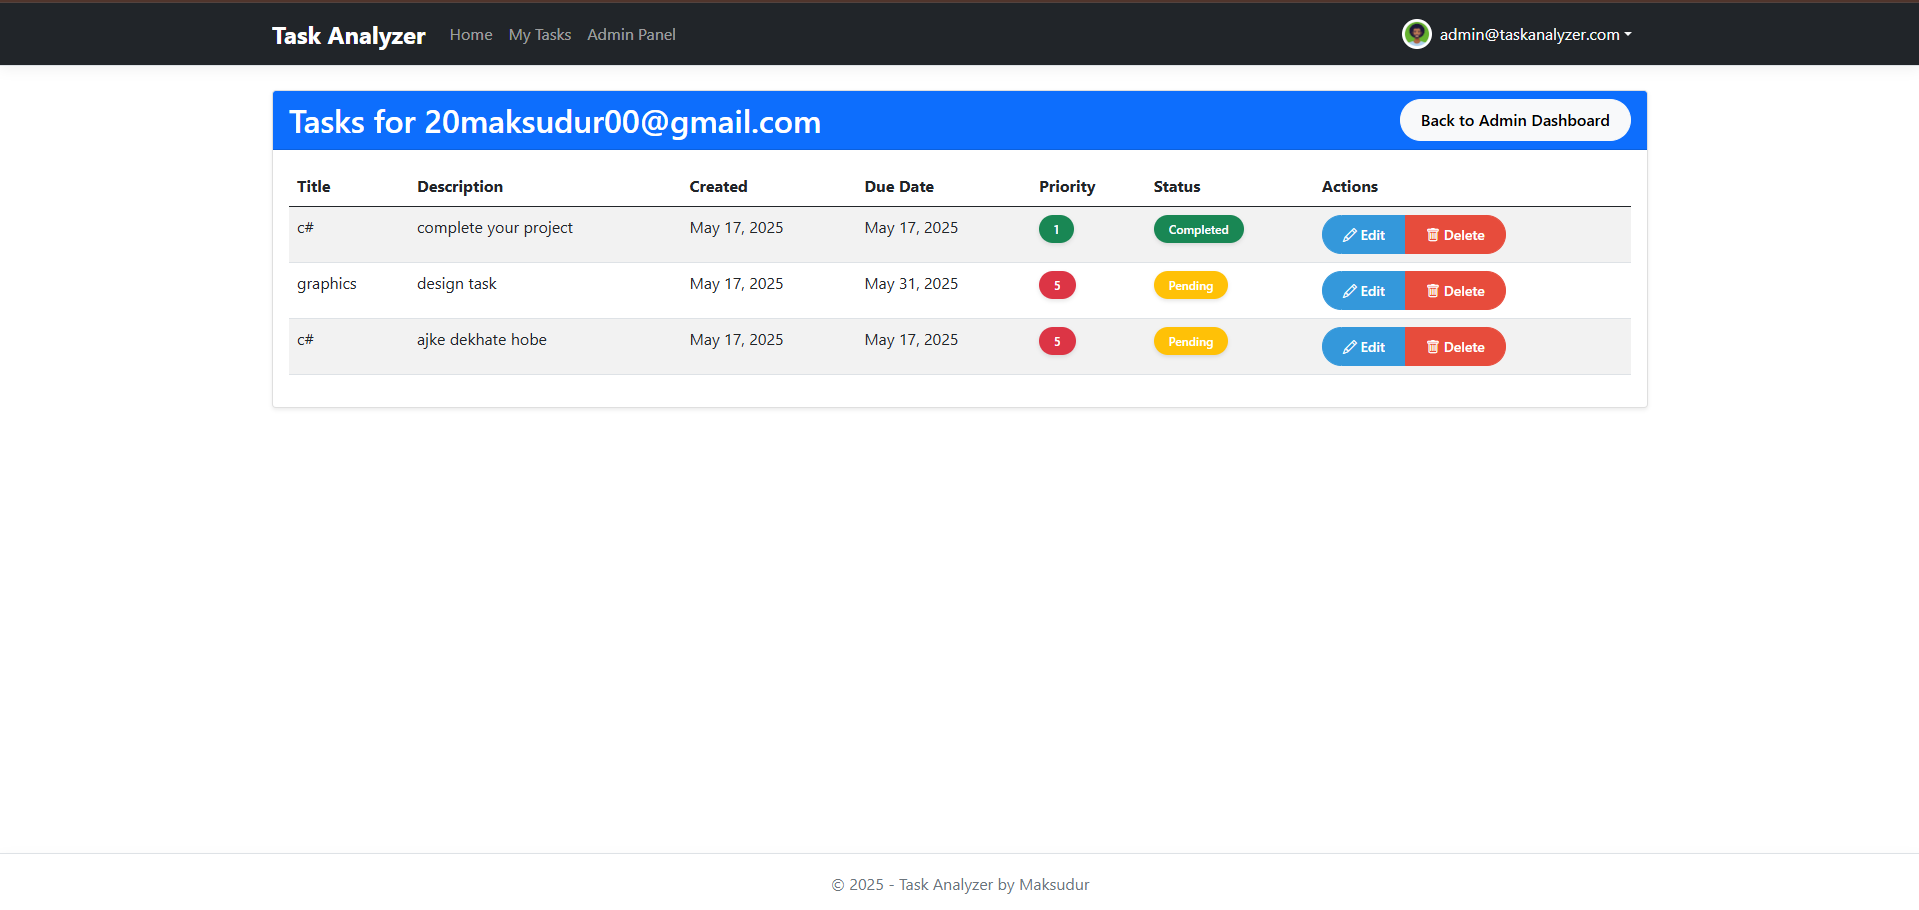 Task Analyzer Home My Tasks Admin Panel admin@taskanalyzer.com
Tasks for 20maksudur00@gmail.com Back to Admin Dashboard
Title Description Created Due Date Priority Status Actions
c# complete your project May 17, 2025 May 17, 2025 1 Completed Edit Delete
graphics design task May 17, 2025 May 31, 2025 5 Pending Edit Delete
c# ajke dekhate hobe May 17, 2025 May 17, 2025 5 Pending Edit Delete
© 2025 - Task Analyzer by Maksudur